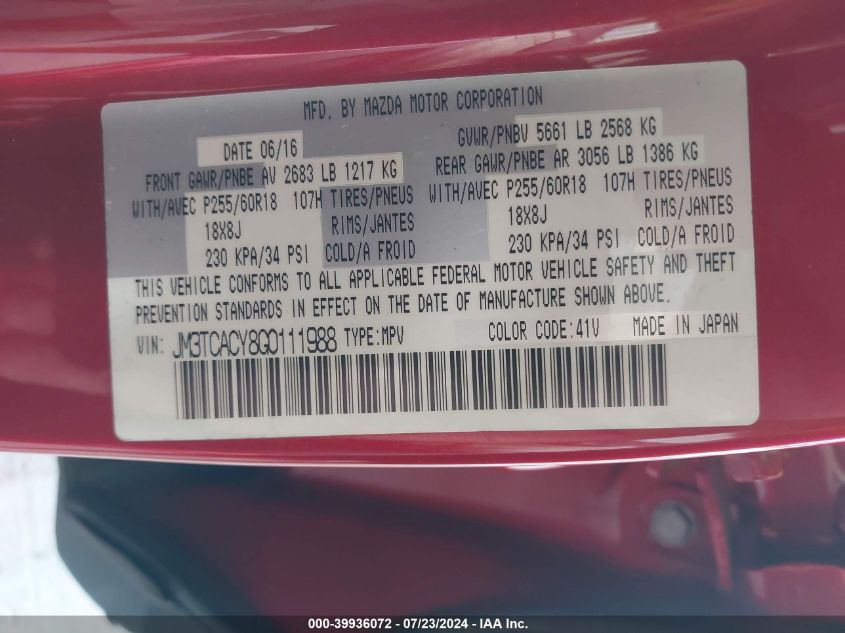 MFD. BY MAZDA MOTOR CORPORATION
DATE 06/16 GVWR/PNBV 5661 LB 2568 KG
FRONT GAWR/PNBE AV 2683 LB 1217 KG REAR GAWR/PNBE AR 3056 LB 1386 KG
WITH/AVEC P255/60R18 107H TIRES/PNEUS WITH/AVEC P255/60R18 107H TIRES/PNEUS
18X8J RIMS/JANTES 18X8J RIMS/JANTES
230 KPA/34 PSI COLD/A FROID 230 KPA/34 PSI COLD/A FROID
THIS VEHICLE CONFORMS TO ALL APPLICABLE FEDERAL MOTOR VEHICLE SAFETY AND THEFT
PREVENTION STANDARDS IN EFFECT ON THE DATE OF MANUFACTURE SHOWN ABOVE.
VIN: JM3TCACY8G0111988 TYPE:MPV COLOR CODE:41V MADE IN JAPAN
000-39936072 - 07/23/2024 - IAA Inc.